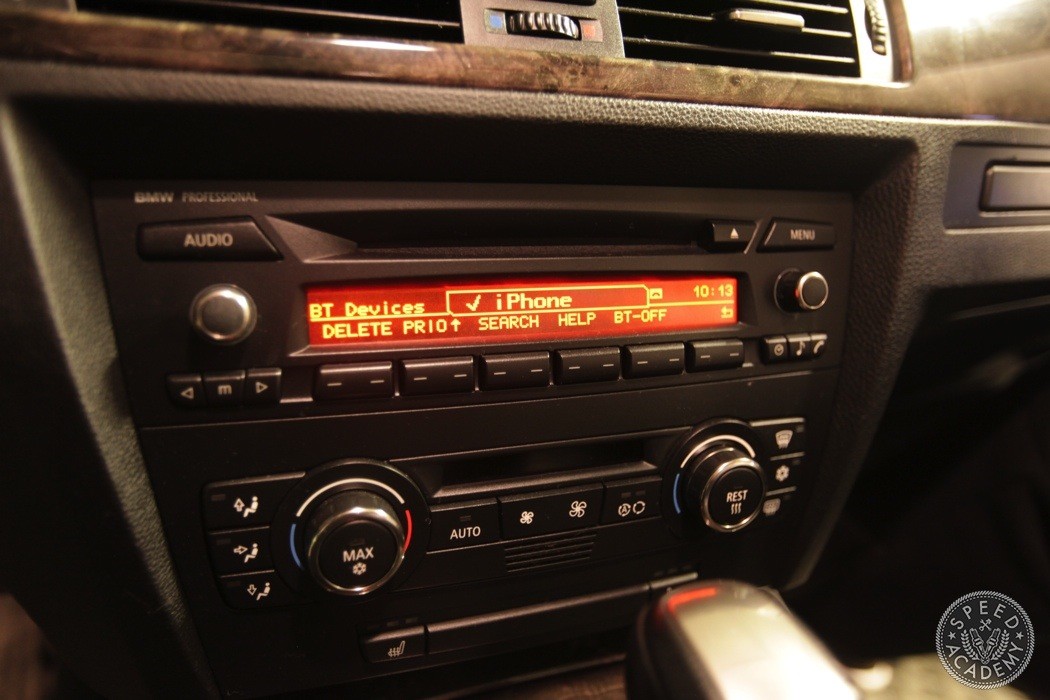 BMW PROFESSIONAL
AUDIO
MENU
BT Devices ✓ iPhone 10:13
DELETE PRIO↑ SEARCH HELP BT-OFF
m
MAX
AUTO
REST
SPEED
ACADEMY